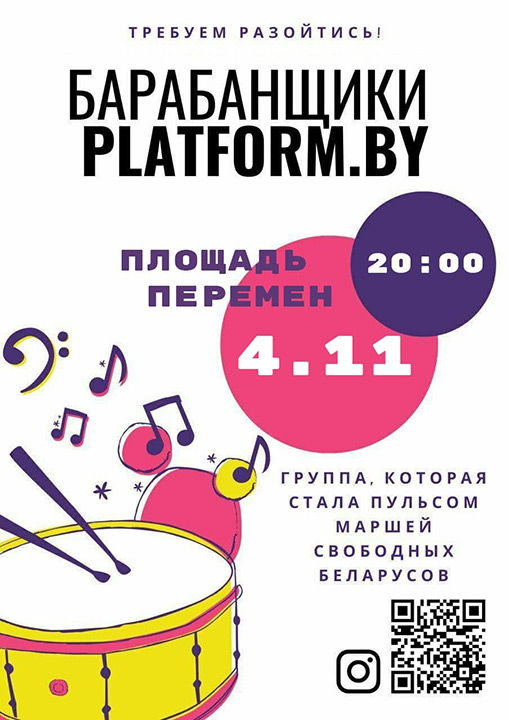 ТРЕБУЕМ РАЗОЙТИСЬ!
БАРАБАНЩИКИ
PLATFORM.BY
20:00
ПЛОЩАДЬ
ПЕРЕМЕН
4.11
ГРУППА, КОТОРАЯ
СТАЛА ПУЛЬСОМ
МАРШЕЙ
СВОБОДНЫХ
БЕЛАРУСОВ